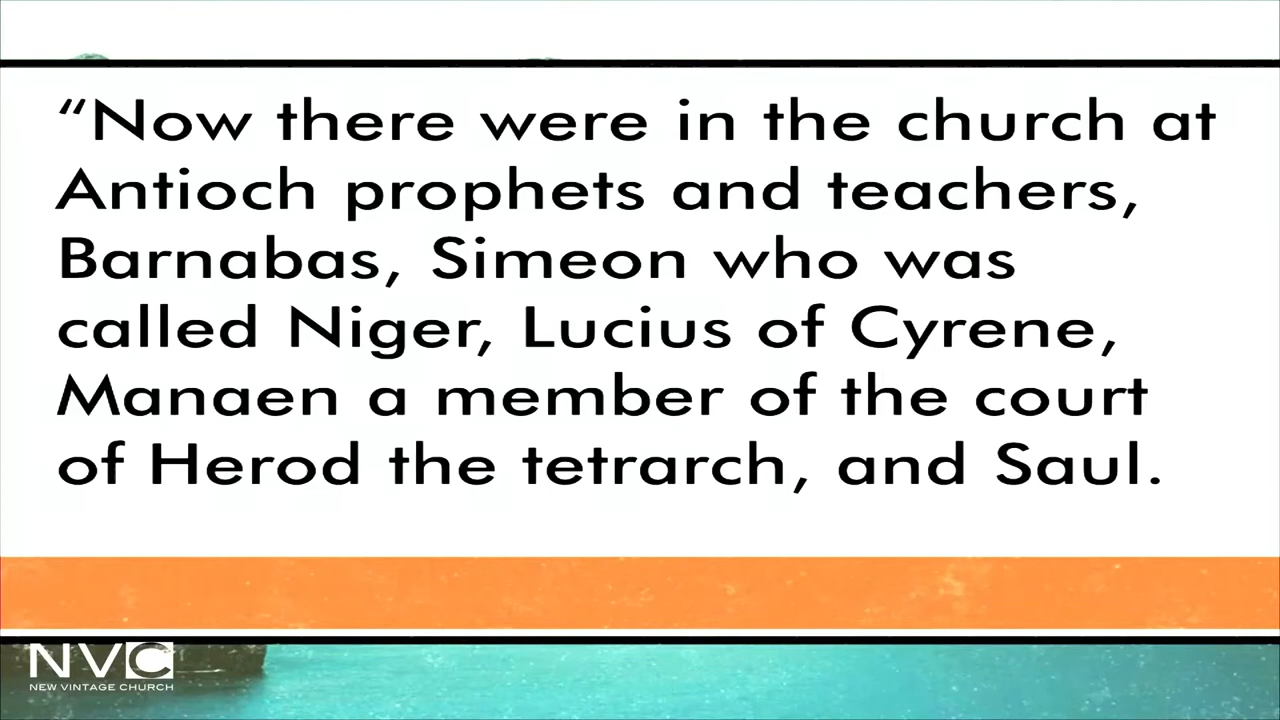 “Now there were in the church at
Antioch prophets and teachers,
Barnabas, Simeon who was
called Niger, Lucius of Cyrene,
Manaen a member of the court
of Herod the tetrarch, and Saul.
NVC
NEW VINTAGE CHURCH